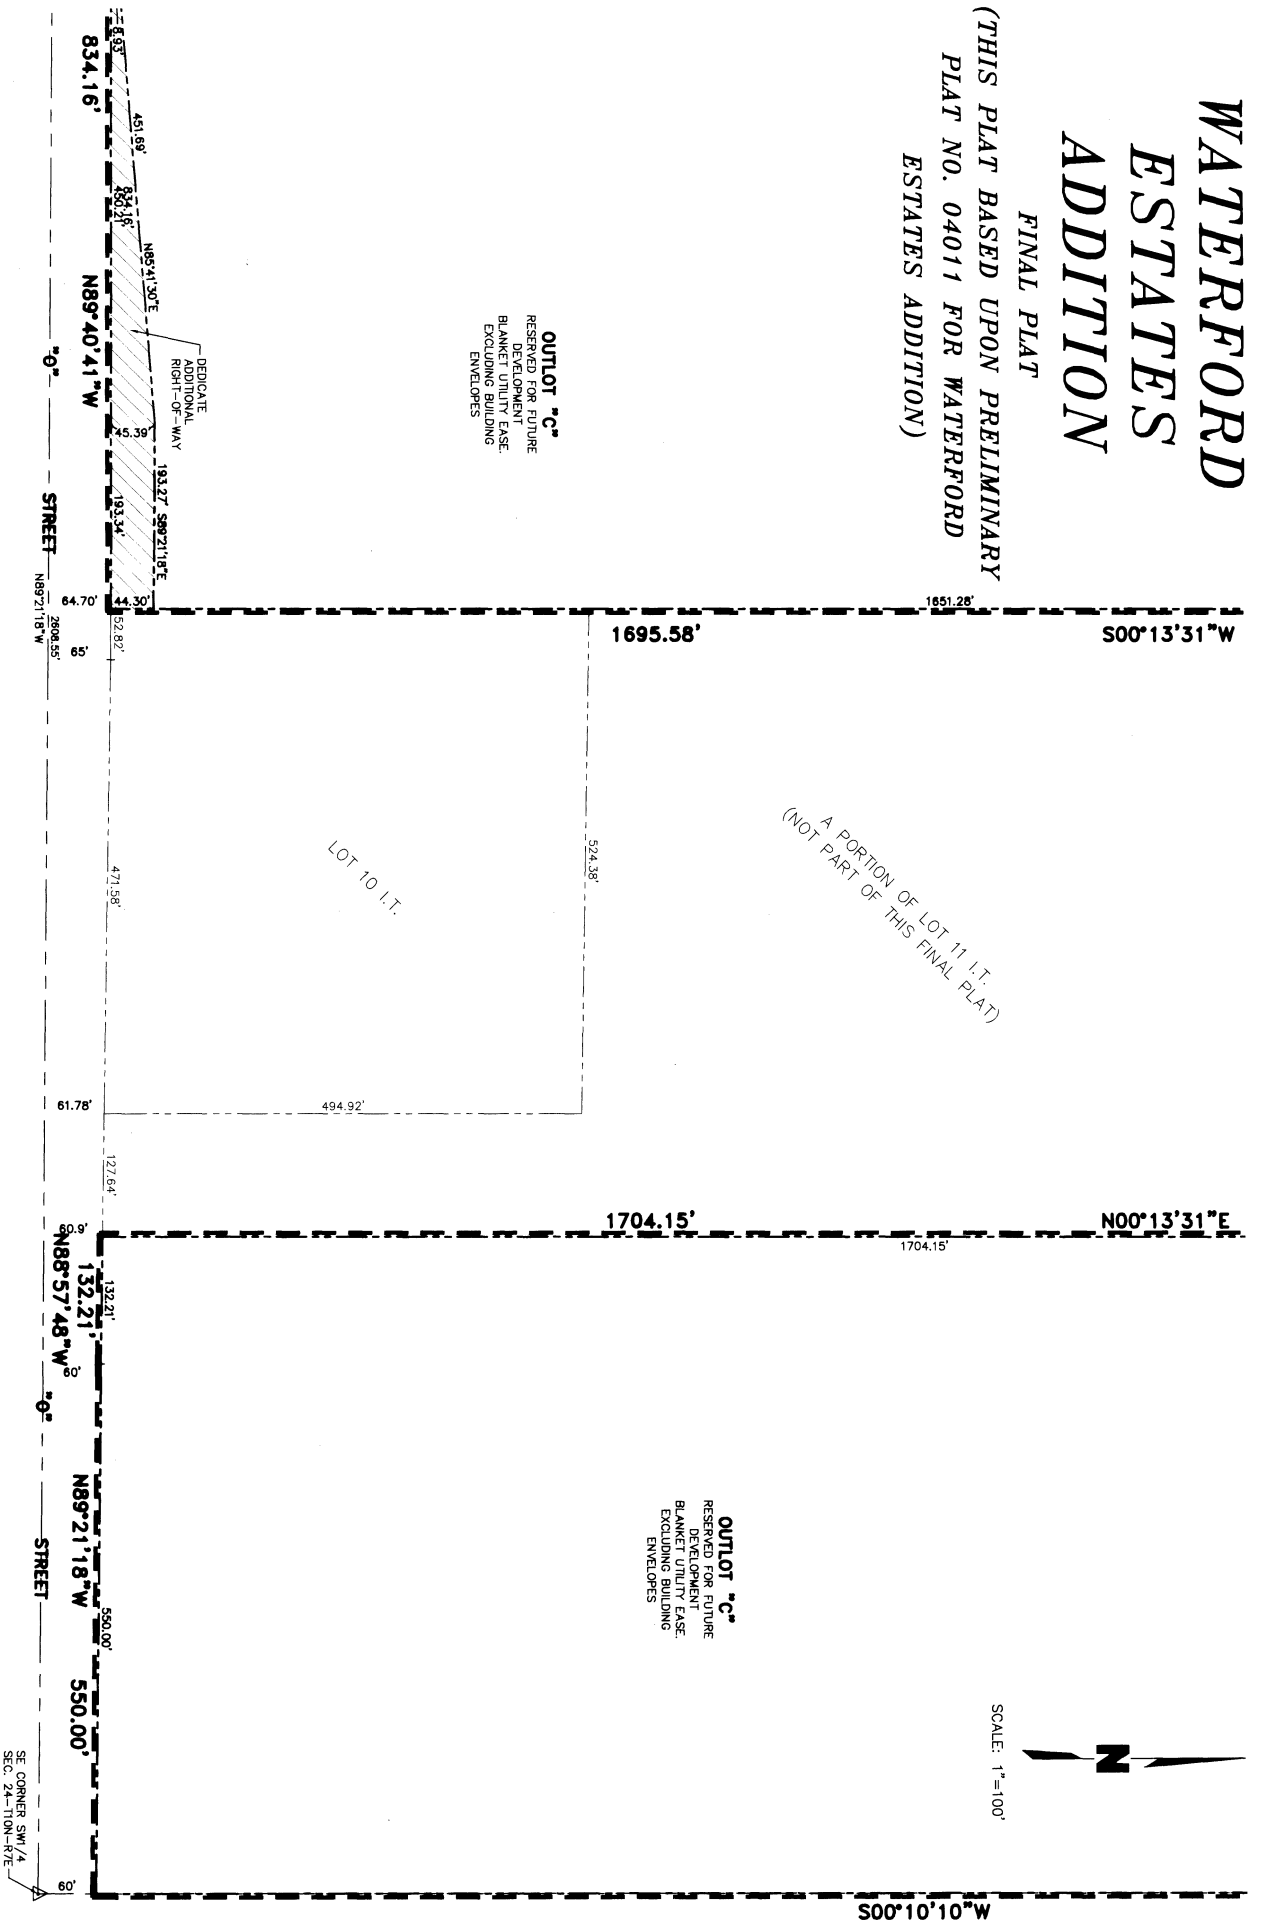 WATERFORD
ESTATES
ADDITION
FINAL PLAT
(THIS PLAT BASED UPON PRELIMINARY
PLAT NO. 04011 FOR WATERFORD
ESTATES ADDITION)
OUTLOT "C"
RESERVED FOR FUTURE
DEVELOPMENT
BLANKET UTILITY EASE.
EXCLUDING BUILDING
ENVELOPES
DEDICATE
ADDITIONAL
RIGHT-OF-WAY
8.93'
451.69'
834.16'
450.21'
N85°41'30"E
45.39'
193.27' S89°21'18"E
193.34'
44.30'
834.16'
N89°40'41"W
"O"
STREET
64.70'
N89°21'18"W
2608.55'
65'
52.82'
1651.28'
1695.58'
S00°13'31"W
A PORTION OF LOT 11 I.T.
(NOT PART OF THIS FINAL PLAT)
524.38'
LOT 10 I.T.
471.58'
494.92'
61.78'
127.64'
60.9'
1704.15'
N00°13'31"E
1704.15'
N88°57'48"W
132.21'
132.21'
60'
"O"
STREET
N89°21'18"W
550.00'
550.00'
OUTLOT "C"
RESERVED FOR FUTURE
DEVELOPMENT
BLANKET UTILITY EASE.
EXCLUDING BUILDING
ENVELOPES
N
SCALE: 1"=100'
SE CORNER SW1/4
SEC. 24-T10N-R7E
60'
S00°10'10"W